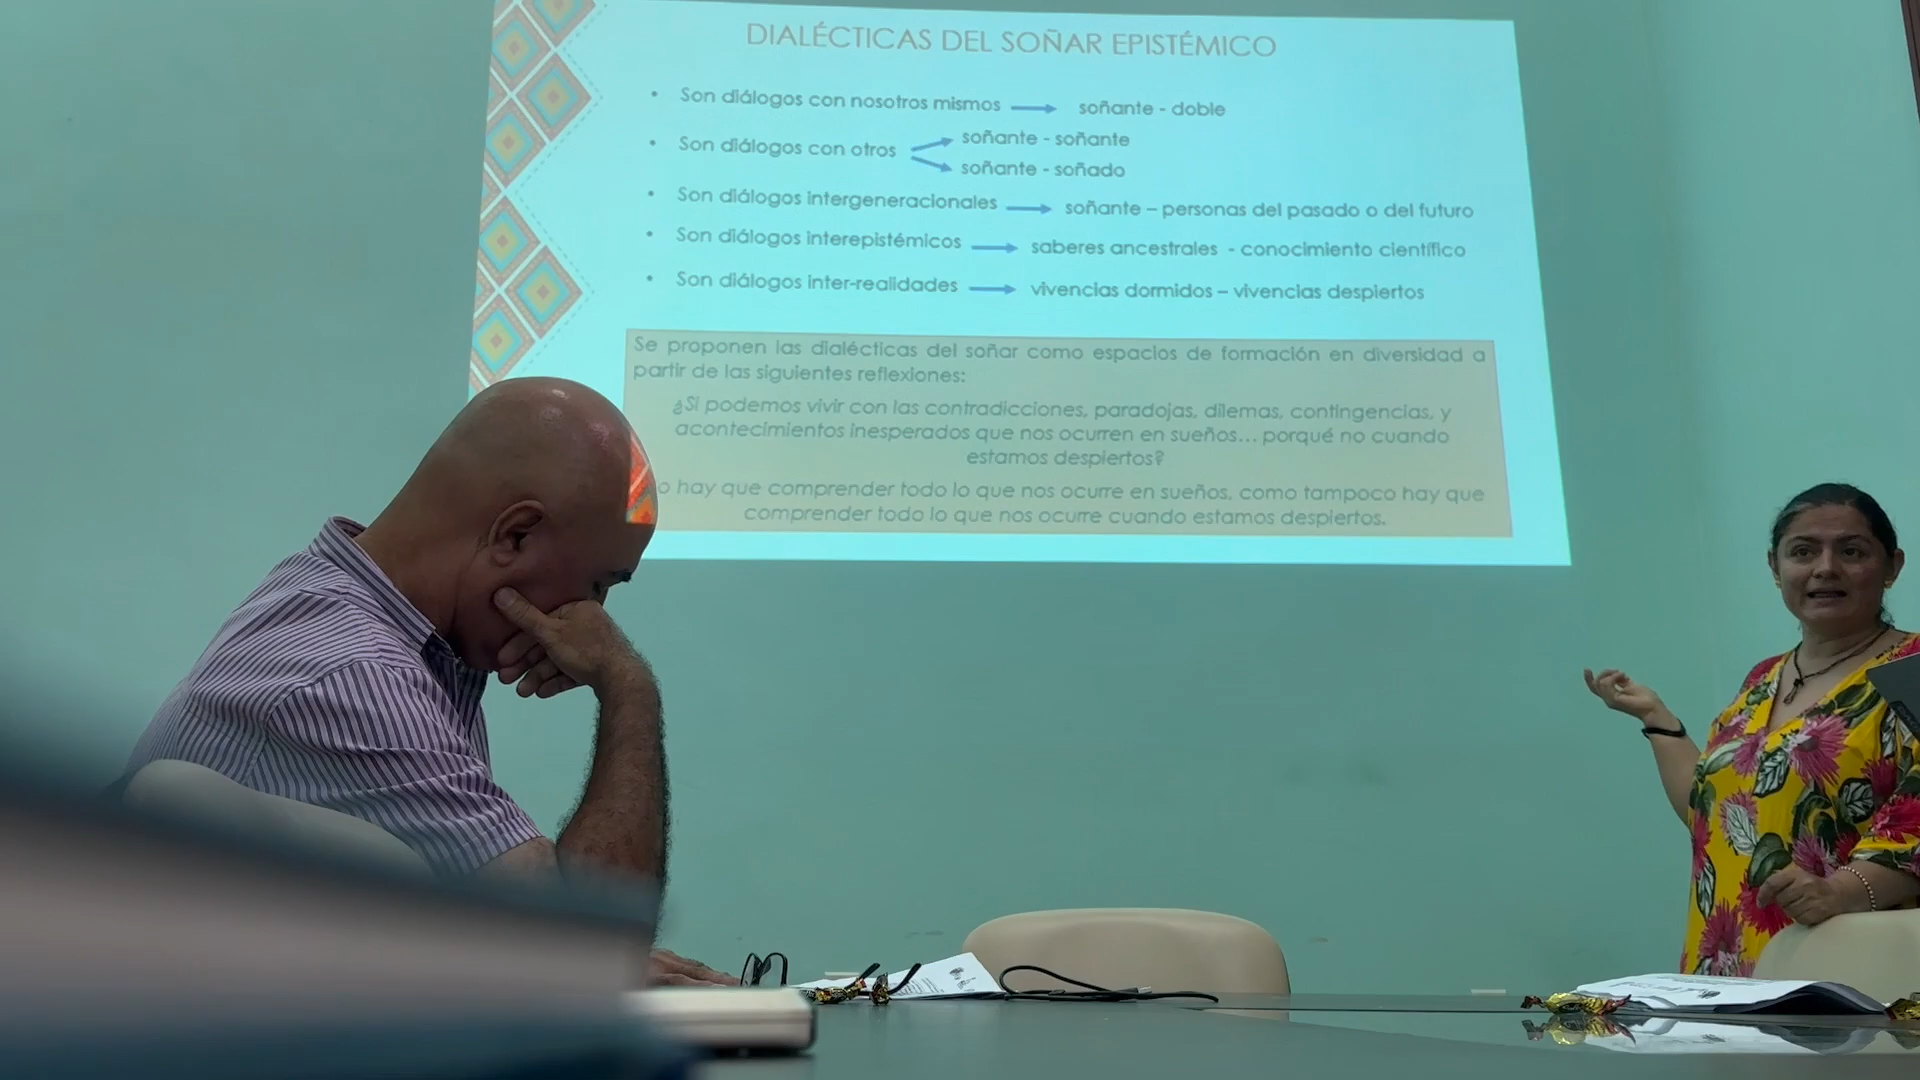 DIALÉCTICAS DEL SOÑAR EPISTÉMICO
• Son diálogos con nosotros mismos → soñante - doble
• Son diálogos con otros soñante - soñante
soñante - soñado
• Son diálogos intergeneracionales → soñante – personas del pasado o del futuro
• Son diálogos interepistémicos → saberes ancestrales - conocimiento científico
• Son diálogos inter-realidades → vivencias dormidos – vivencias despiertos
Se proponen las dialécticas del soñar como espacios de formación en diversidad a
partir de las siguientes reflexiones:
¿Si podemos vivir con las contradicciones, paradojas, dilemas, contingencias, y
acontecimientos inesperados que nos ocurren en sueños... porqué no cuando
estamos despiertos?
o hay que comprender todo lo que nos ocurre en sueños, como tampoco hay que
comprender todo lo que nos ocurre cuando estamos despiertos.